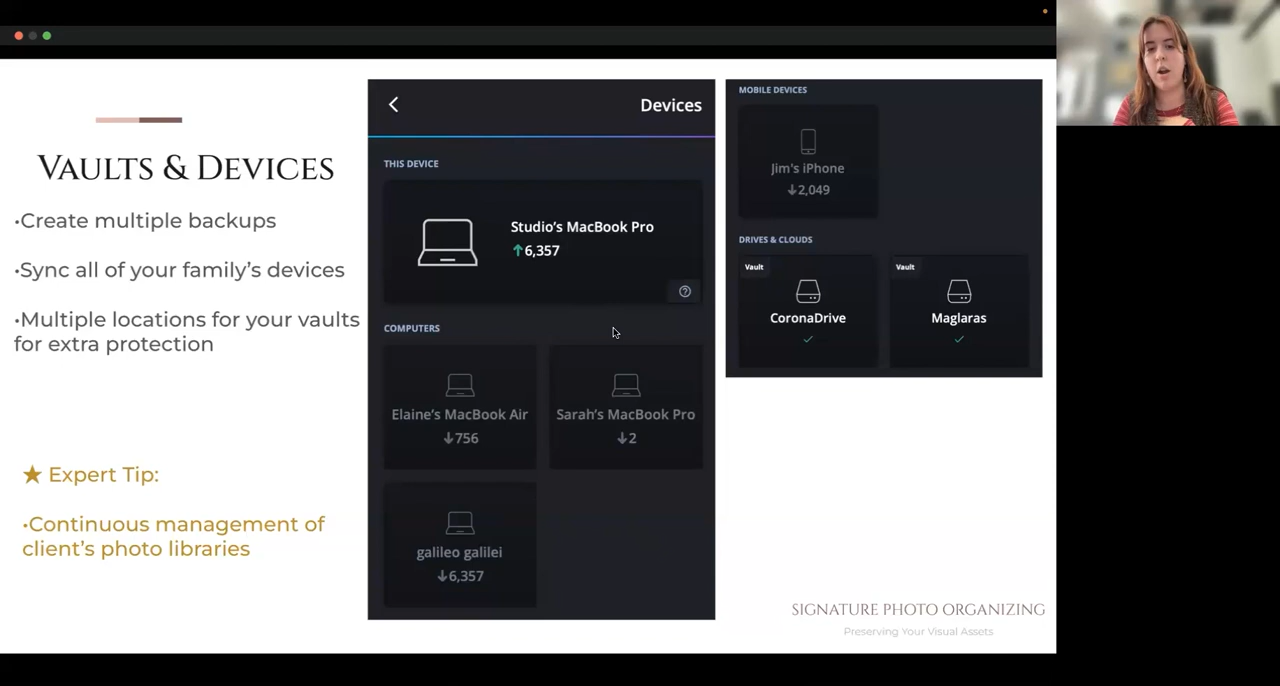 VAULTS & DEVICES
•Create multiple backups
•Sync all of your family's devices
•Multiple locations for your vaults
for extra protection
★ Expert Tip:
•Continuous management of
client's photo libraries
Devices
THIS DEVICE
Studio's MacBook Pro
↑6,357
COMPUTERS
Elaine's MacBook Air
↓756
Sarah's MacBook Pro
↓2
galileo galilei
↓6,357
MOBILE DEVICES
Jim's iPhone
↓2,049
DRIVES & CLOUDS
Vault
CoronaDrive
Vault
Maglaras
SIGNATURE PHOTO ORGANIZING
Preserving Your Visual Assets